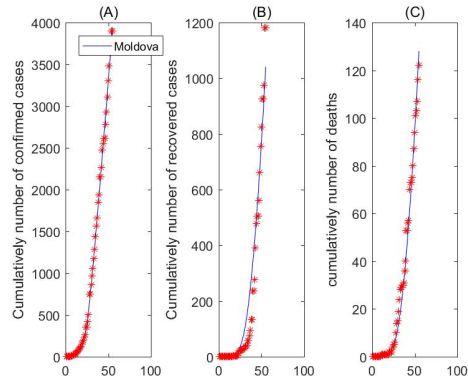 (A)
Cumulatively number of confirmed cases
4000
3500
3000
2500
2000
1500
1000
500
0
0 50 100
Moldova
(B)
Cumulatively number of recovered cases
1200
1000
800
600
400
200
0
0 50 100
(C)
cumulatively number of deaths
140
120
100
80
60
40
20
0
0 50 100